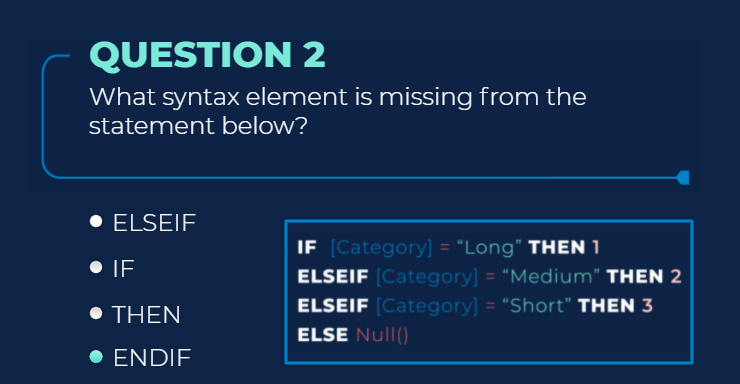 QUESTION 2
What syntax element is missing from the
statement below?
ELSEIF
IF
THEN
ENDIF
IF [Category] = “Long” THEN 1
ELSEIF [Category] = “Medium” THEN 2
ELSEIF [Category] = “Short” THEN 3
ELSE Null()